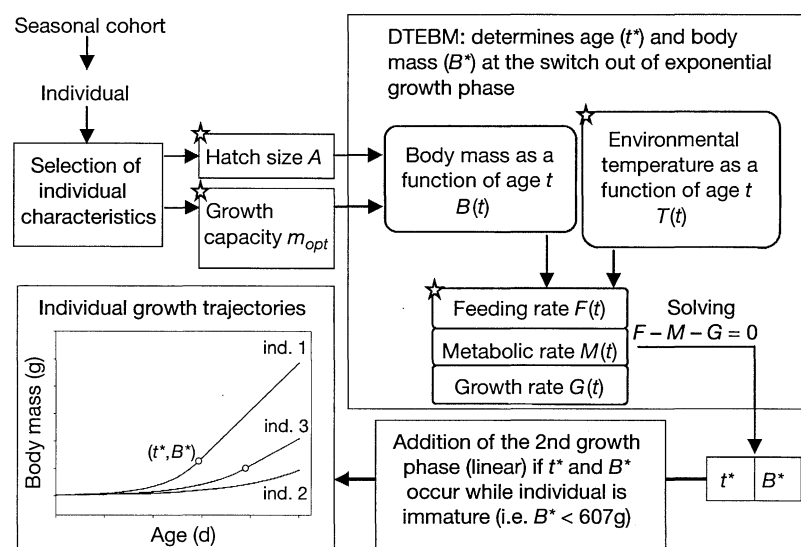 Seasonal cohort
Individual
Selection of
individual
characteristics
Hatch size A
Growth
capacity m_opt
DTEBM: determines age (t*) and body
mass (B*) at the switch out of exponential
growth phase
Body mass as a
function of age t
B(t)
Environmental
temperature as a
function of age t
T(t)
Feeding rate F(t)
Metabolic rate M(t)
Growth rate G(t)
Solving
F – M – G = 0
t*
B*
Addition of the 2nd growth
phase (linear) if t* and B*
occur while individual is
immature (i.e. B* < 607g)
Individual growth trajectories
Body mass (g)
ind. 1
ind. 3
(t*,B*)
ind. 2
Age (d)